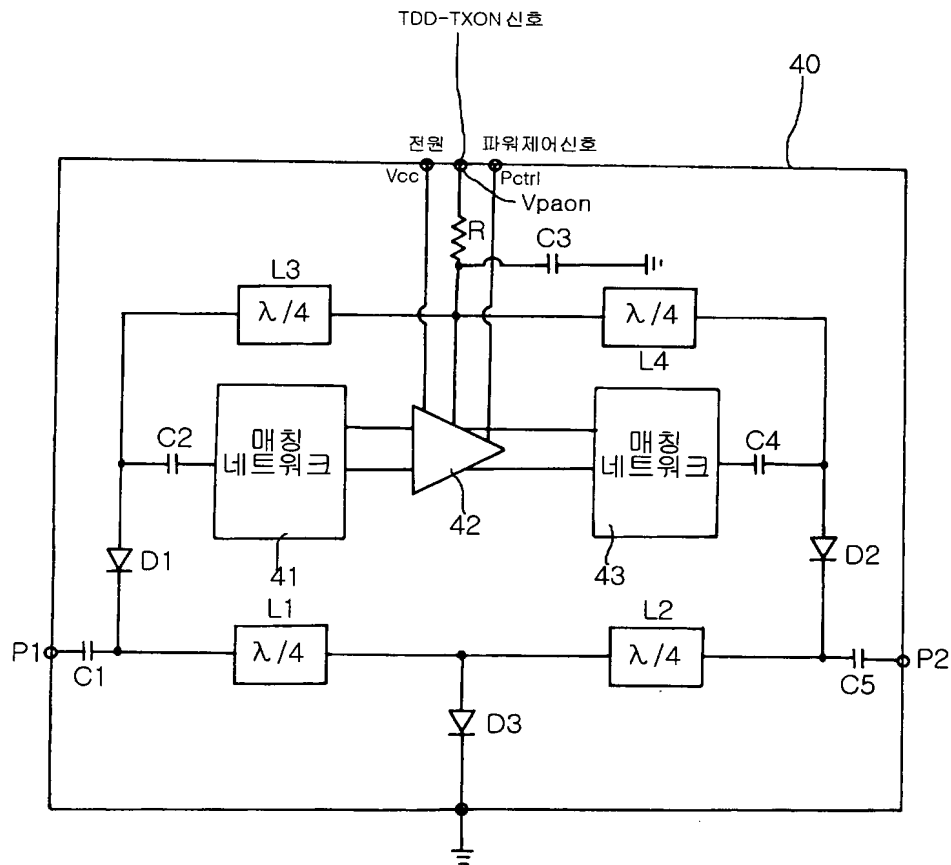 TDD-TXON 신호
40
전원
파워제어신호
Vcc
Pctrl
Vpaon
R
C3
L3
λ/4
λ/4
L4
C2
매칭
네트워크
매칭
네트워크
C4
42
D1
41
43
D2
L1
L2
P1
λ/4
λ/4
P2
C1
C5
D3